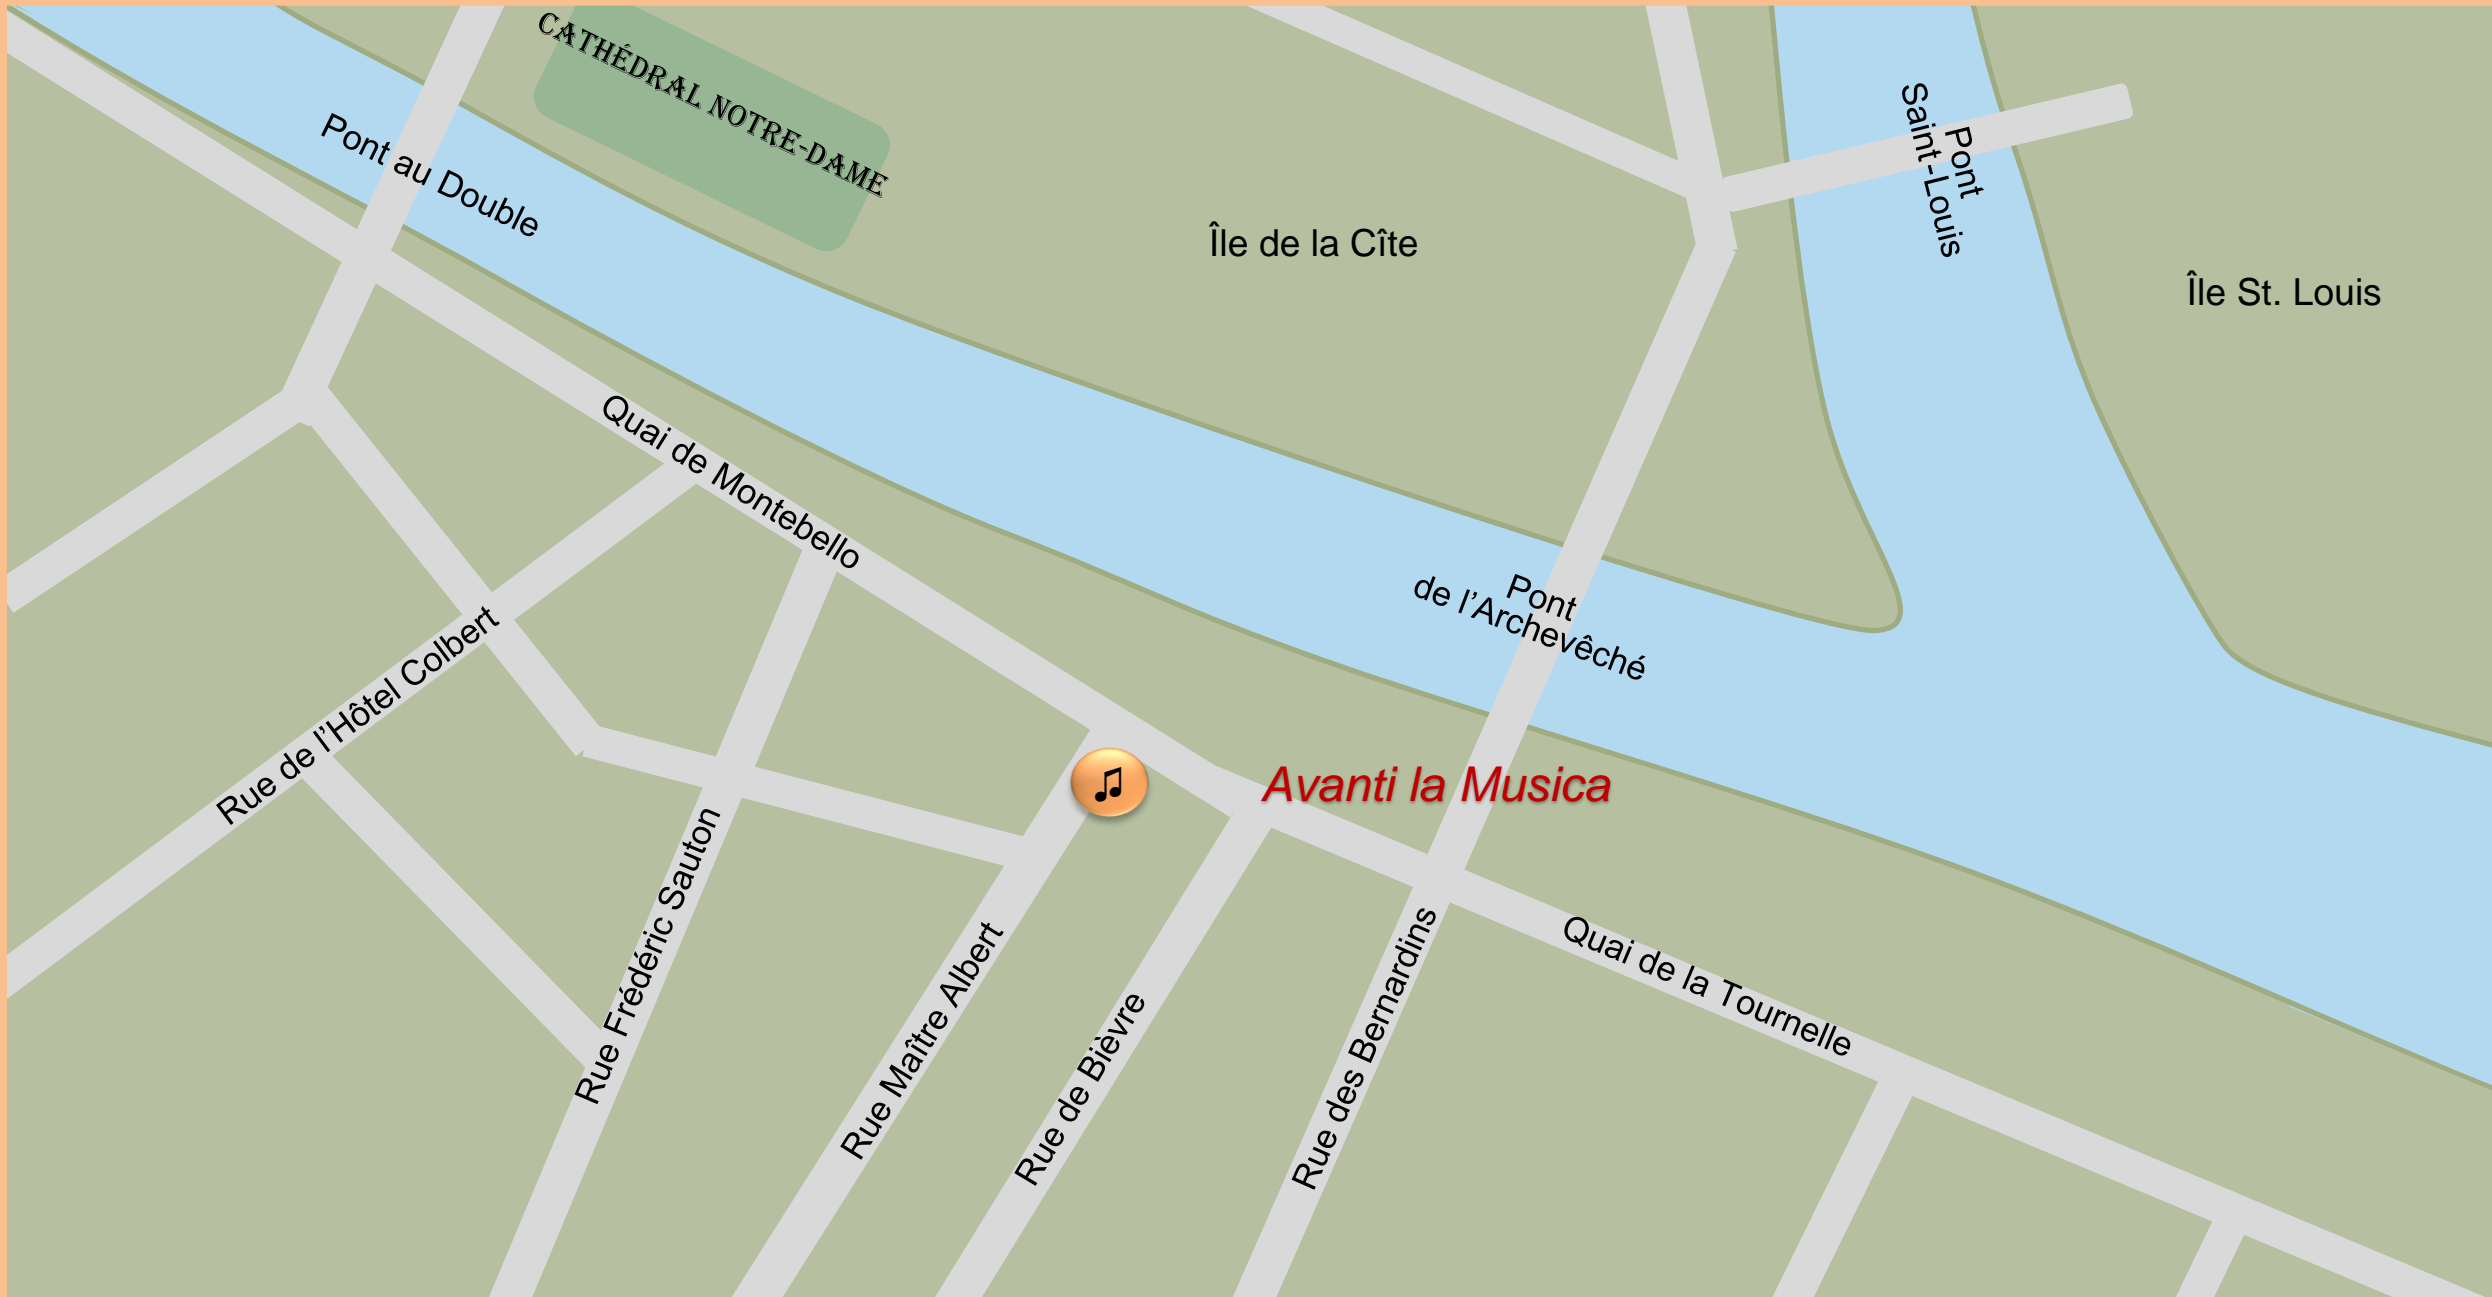 CATHÉDRAL NOTRE-DAME
Pont au Double
Pont
Saint-Louis
Île de la Cîte
Île St. Louis
Quai de Montebello
Pont
de l’Archevêché
Rue de l’Hôtel Colbert
Avanti la Musica
Rue Frédéric Sauton
Rue Maître Albert
Rue de Bièvre
Rue des Bernardins
Quai de la Tournelle